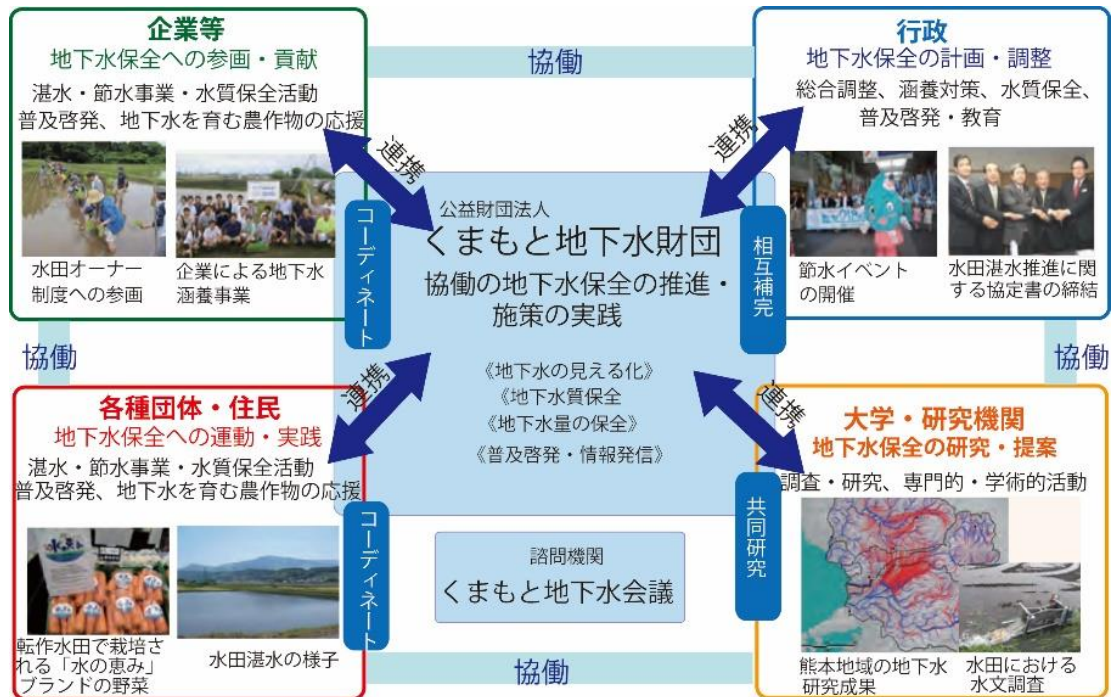 企業等
地下水保全への参画・貢献
湛水・節水事業・水質保全活動
普及啓発、地下水を育む農作物の応援
水田オーナー
制度への参画
企業による地下水
涵養事業
協働
行政
地下水保全の計画・調整
総合調整、涵養対策、水質保全、
普及啓発・教育
節水イベント
の開催
水田湛水推進に関
する協定書の締結
連携
連携
コーディネート
公益財団法人
くまもと地下水財団
協働の地下水保全の推進・
施策の実践
《地下水の見える化》
《地下水質保全
《地下水量の保全》
《普及啓発・情報発信》
相互補完
協働
協働
各種団体・住民
地下水保全への運動・実践
湛水・節水事業・水質保全活動
普及啓発、地下水を育む農作物の応援
転作水田で栽培さ
れる「水の恵み」
ブランドの野菜
水田湛水の様子
連携
連携
コーディネート
諮問機関
くまもと地下水会議
共同研究
大学・研究機関
地下水保全の研究・提案
調査・研究、専門的・学術的活動
熊本地域の地下水
研究成果
水田における
水文調査
協働